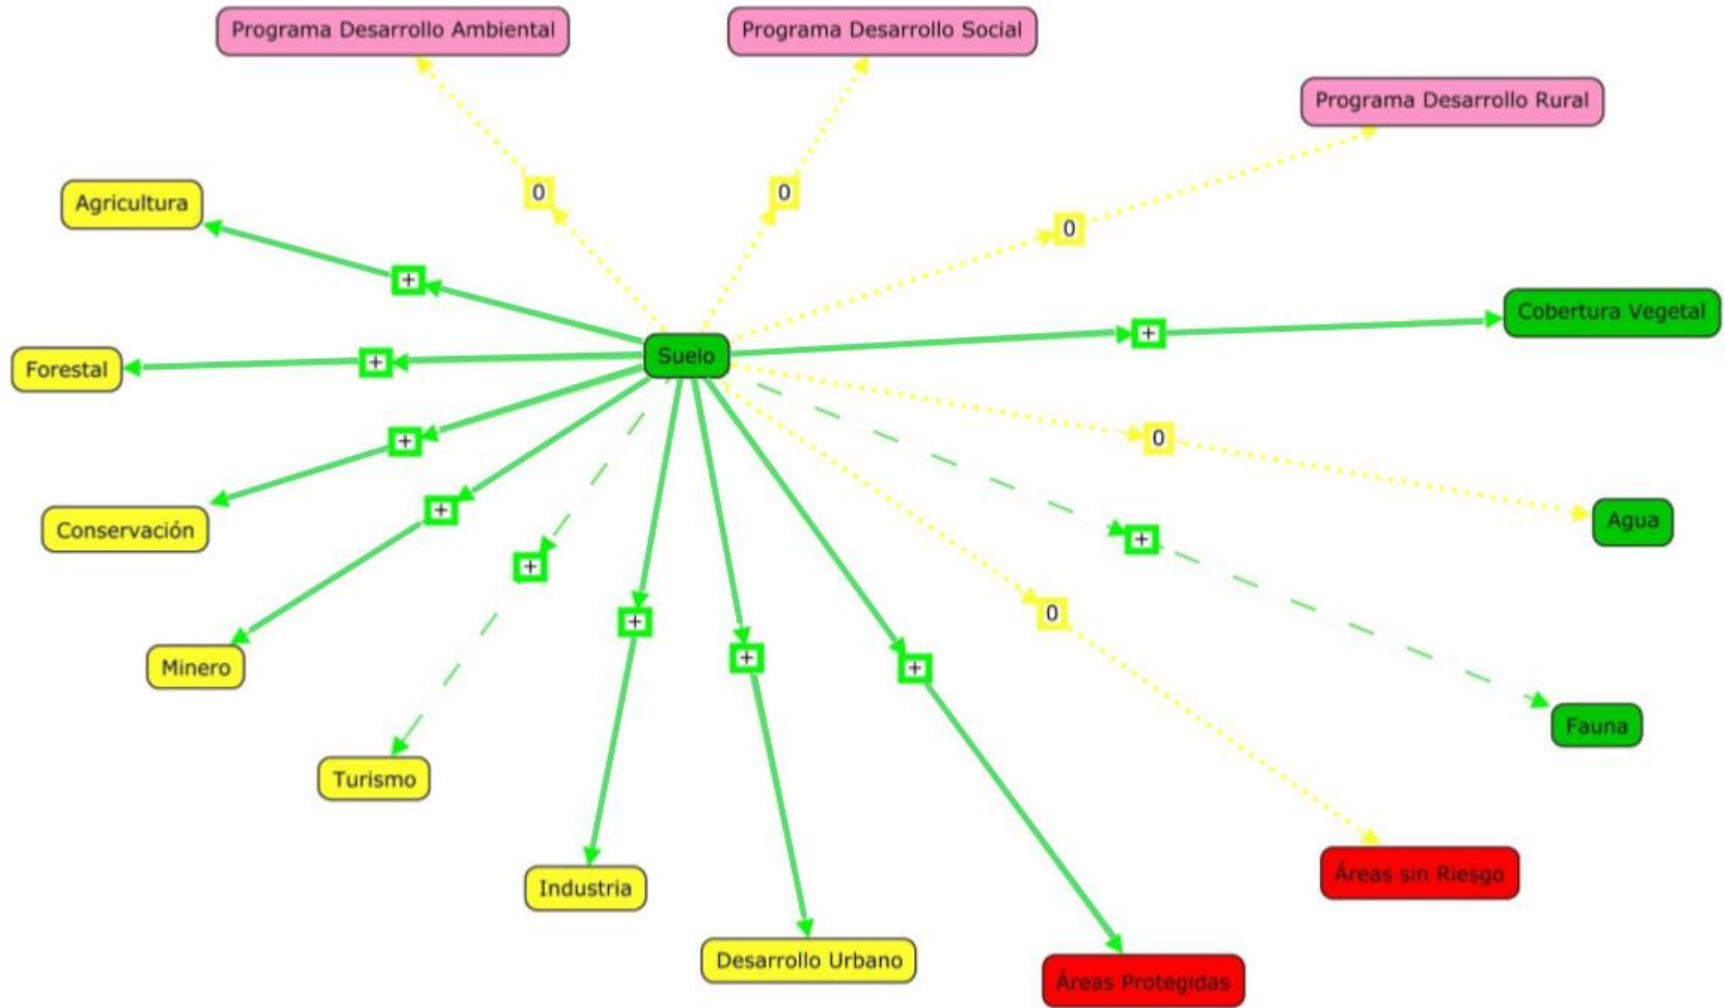 Programa Desarrollo Ambiental
Programa Desarrollo Social
Programa Desarrollo Rural
0
0
Agricultura
0
+
Cobertura Vegetal
+
Suelo
Forestal
+
+
0
Agua
Conservación
+
+
+
0
+
Minero
+
+
Fauna
Turismo
Áreas sin Riesgo
Industria
Desarrollo Urbano
Áreas Protegidas